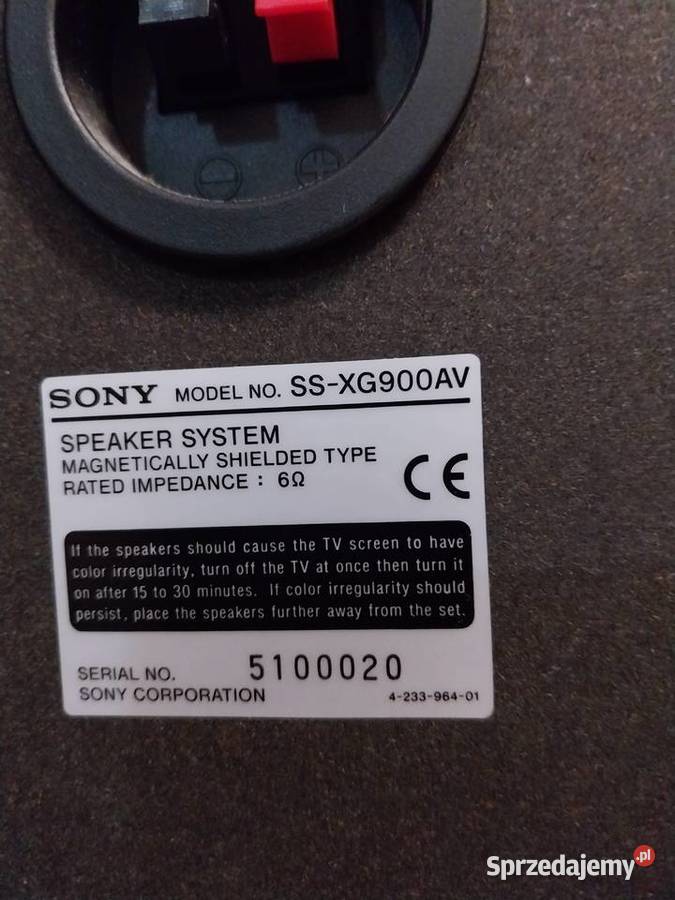 − +
SONY MODEL NO. SS-XG900AV
SPEAKER SYSTEM
MAGNETICALLY SHIELDED TYPE
RATED IMPEDANCE : 6Ω
CE
If the speakers should cause the TV screen to have
color irregularity, turn off the TV at once then turn it
on after 15 to 30 minutes. If color irregularity should
persist, place the speakers further away from the set.
SERIAL NO. 5100020
SONY CORPORATION 4-233-964-01
Sprzedajemy.pl